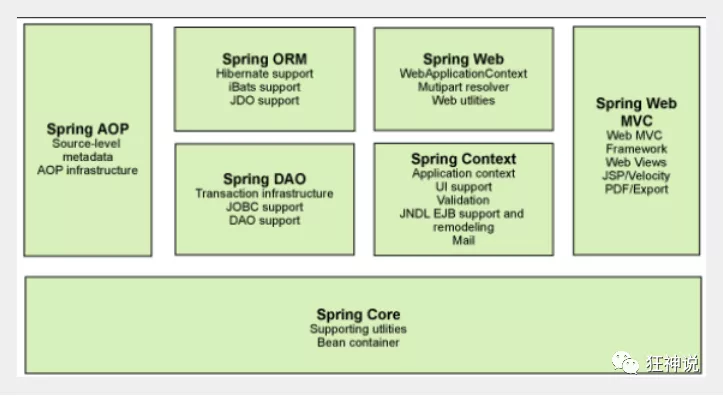 Spring AOP
Source-level
metadata
AOP infrastructure
Spring ORM
Hibernate support
iBats support
JDO support
Spring DAO
Transaction infrastructure
JOBC support
DAO support
Spring Web
WebApplicationContext
Mutipart resolver
Web utlities
Spring Context
Application context
UI support
Validation
JNDL EJB support and
remodeling
Mail
Spring Web
MVC
Web MVC
Framework
Web Views
JSP/Velocity
PDF/Export
Spring Core
Supporting utlities
Bean container
狂神说